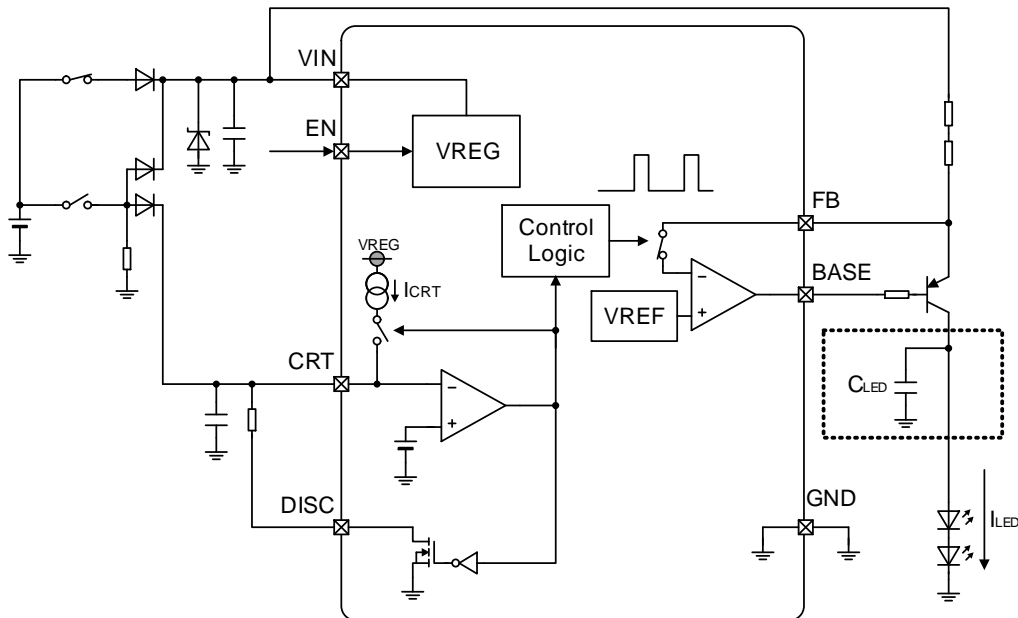 VIN
EN
VREG
FB
Control
Logic
VREG
ICRT
BASE
VREF
CRT
CLED
DISC
GND
ILED